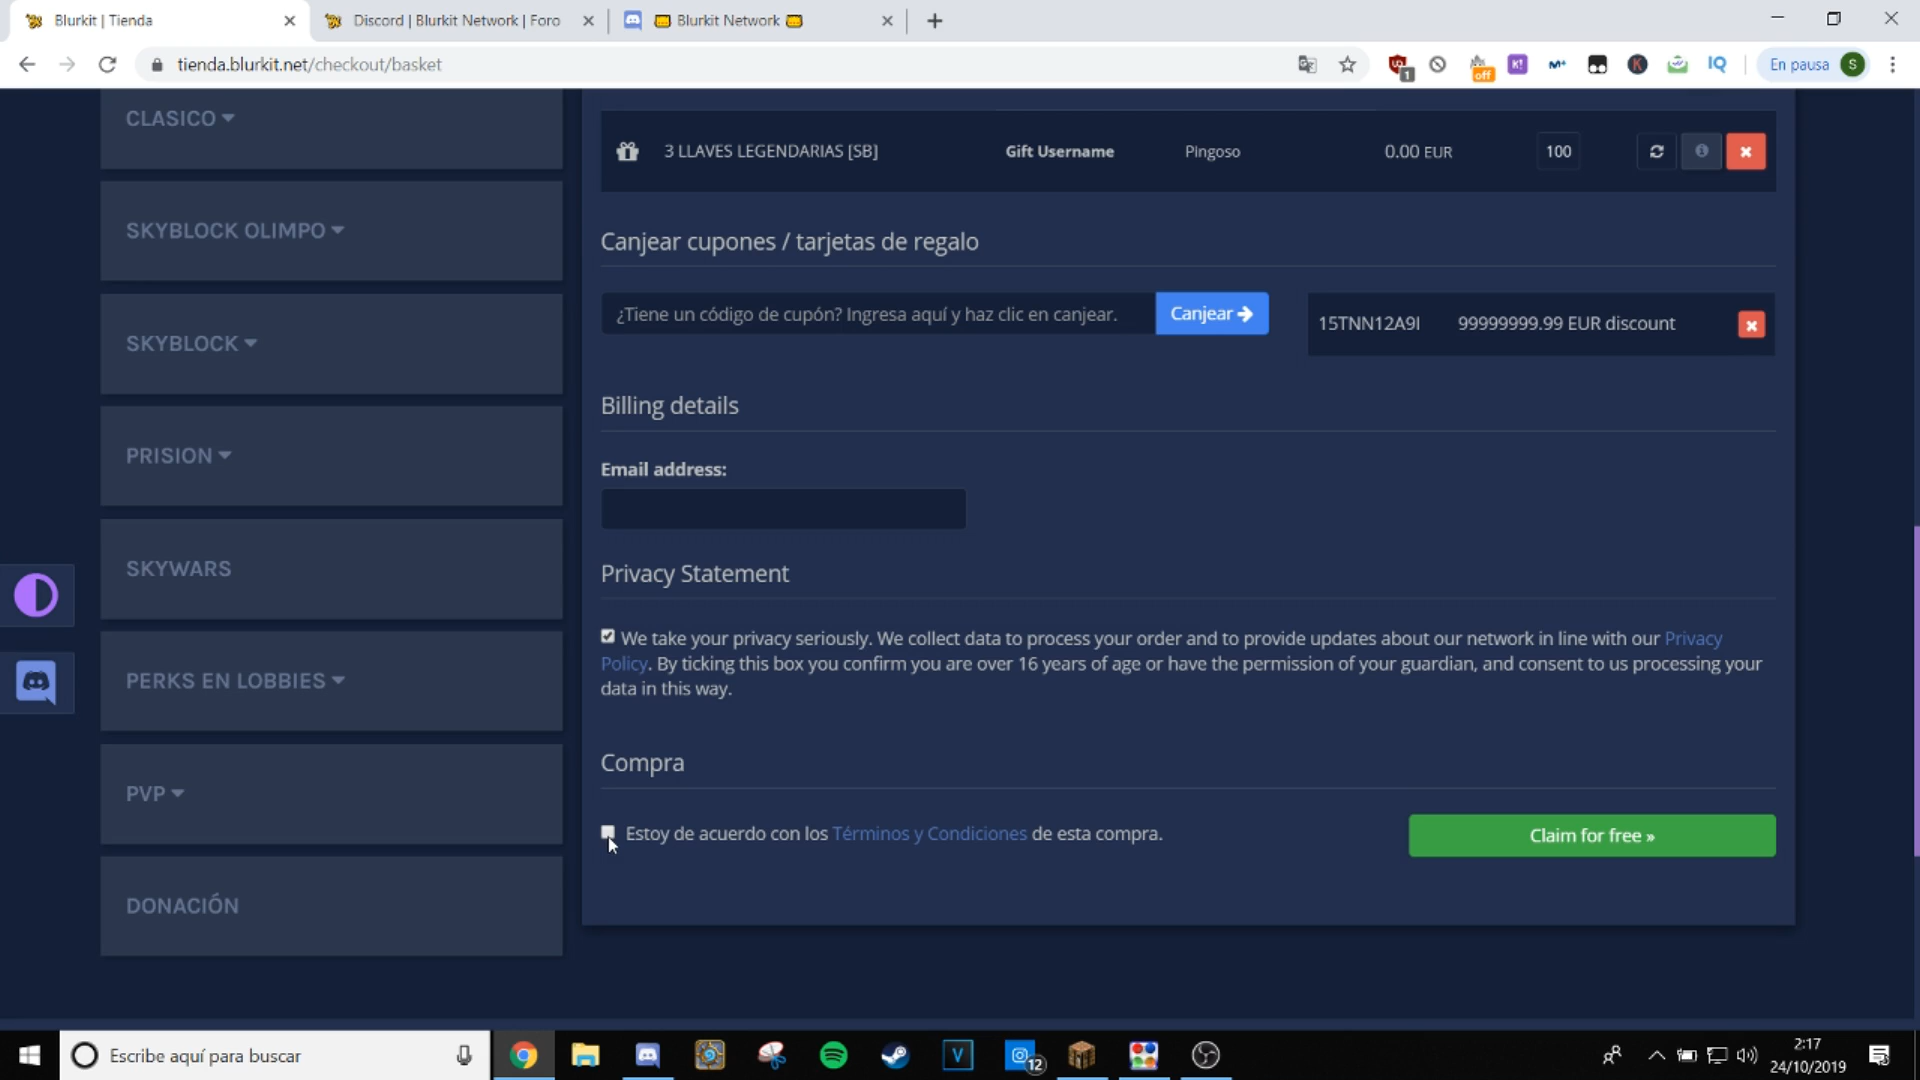 Blurkit | Tienda
Discord | Blurkit Network | Foro
Blurkit Network
tienda.blurkit.net/checkout/basket
1
off
K!
M+
K
IQ
En pausa
S
CLASICO
SKYBLOCK OLIMPO
SKYBLOCK
PRISION
SKYWARS
PERKS EN LOBBIES
PVP
DONACIÓN
3 LLAVES LEGENDARIAS [SB]
Gift Username
Pingoso
0.00 EUR
100
Canjear cupones / tarjetas de regalo
¿Tiene un código de cupón? Ingresa aquí y haz clic en canjear.
Canjear
15TNN12A9I
99999999.99 EUR discount
Billing details
Email address:
Privacy Statement
We take your privacy seriously. We collect data to process your order and to provide updates about our network in line with our Privacy
Policy. By ticking this box you confirm you are over 16 years of age or have the permission of your guardian, and consent to us processing your
data in this way.
Compra
Estoy de acuerdo con los Términos y Condiciones de esta compra.
Claim for free »
Escribe aquí para buscar
V
12
2:17
24/10/2019